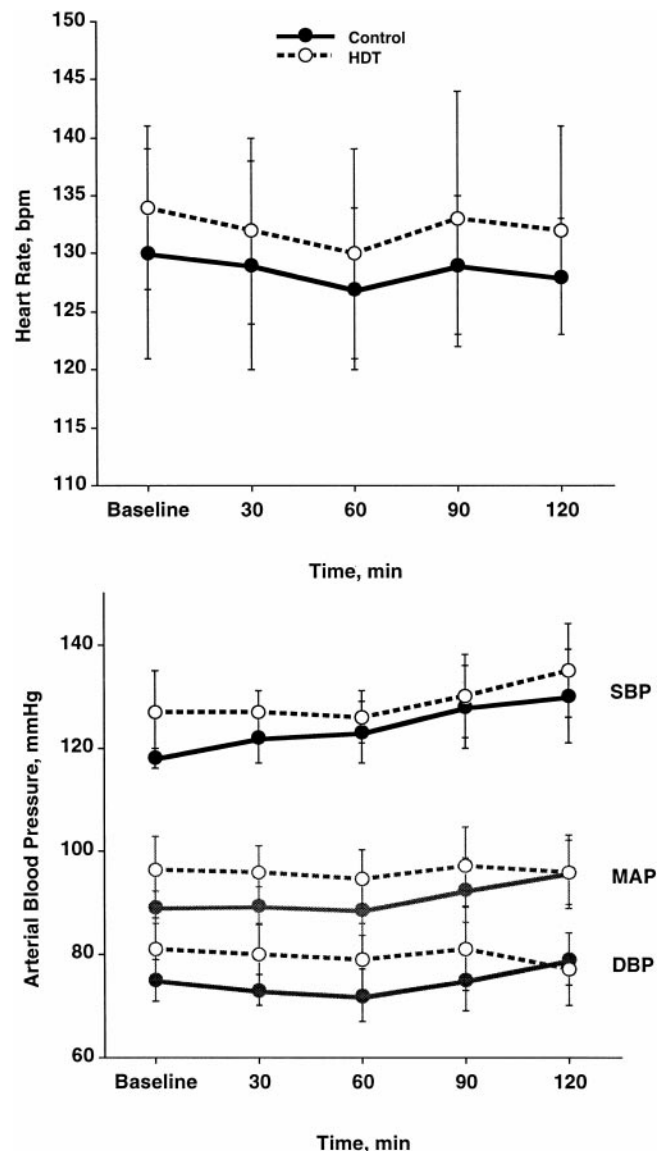 150
Control
HDT
145
140
135
130
125
120
115
110
Heart Rate, bpm
Baseline 30 60 90 120
Time, min
140
120
100
80
60
Arterial Blood Pressure, mmHg
SBP
MAP
DBP
Baseline 30 60 90 120
Time, min